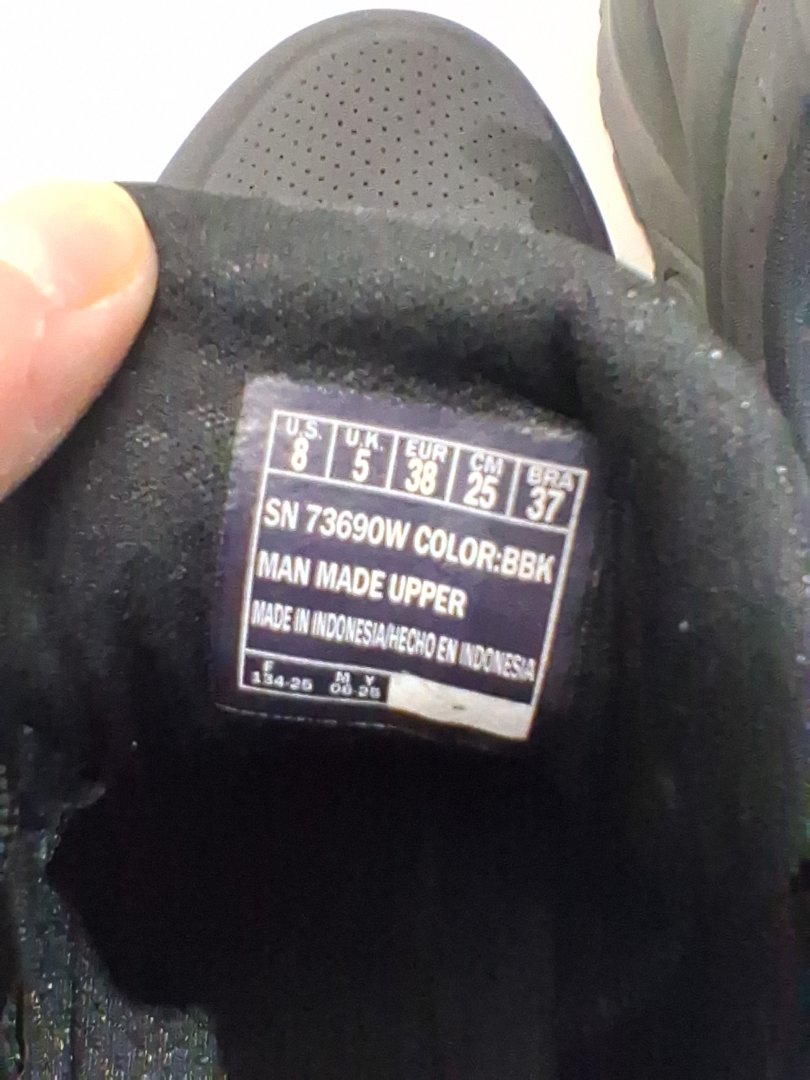 U.S. U.K. EUR CM BRA
8 5 38 25 37
SN 73690W COLOR:BBK
MAN MADE UPPER
MADE IN INDONESIA/HECHO EN INDONESIA
F M Y
134-25 06-25